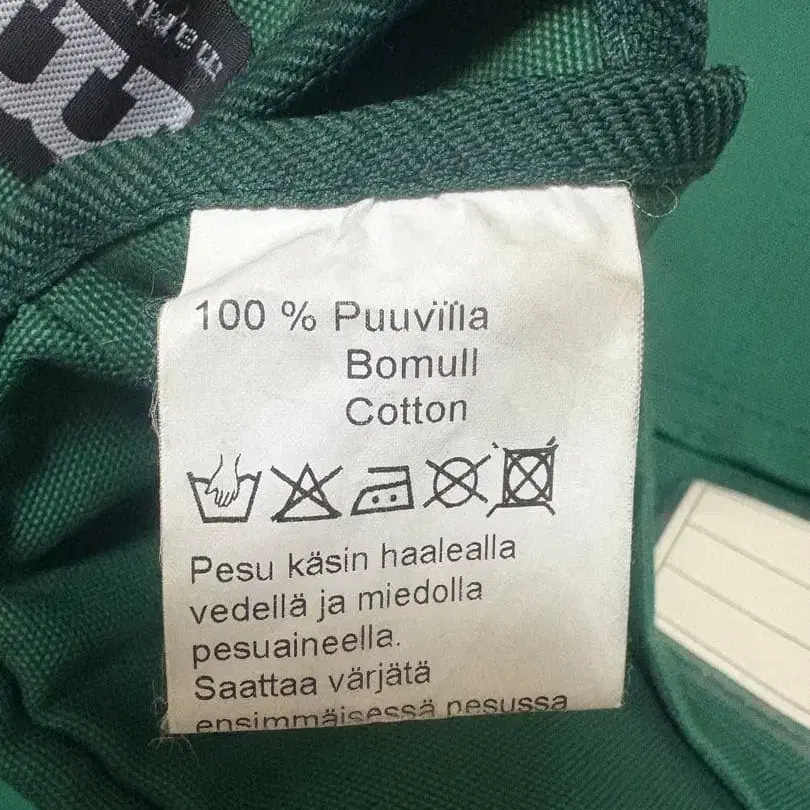 100 % Puuvilla
Bomull
Cotton
Pesu käsin haalealla
vedellä ja miedolla
pesuaineella.
Saattaa värjätä
ensimmäisessä pesussa